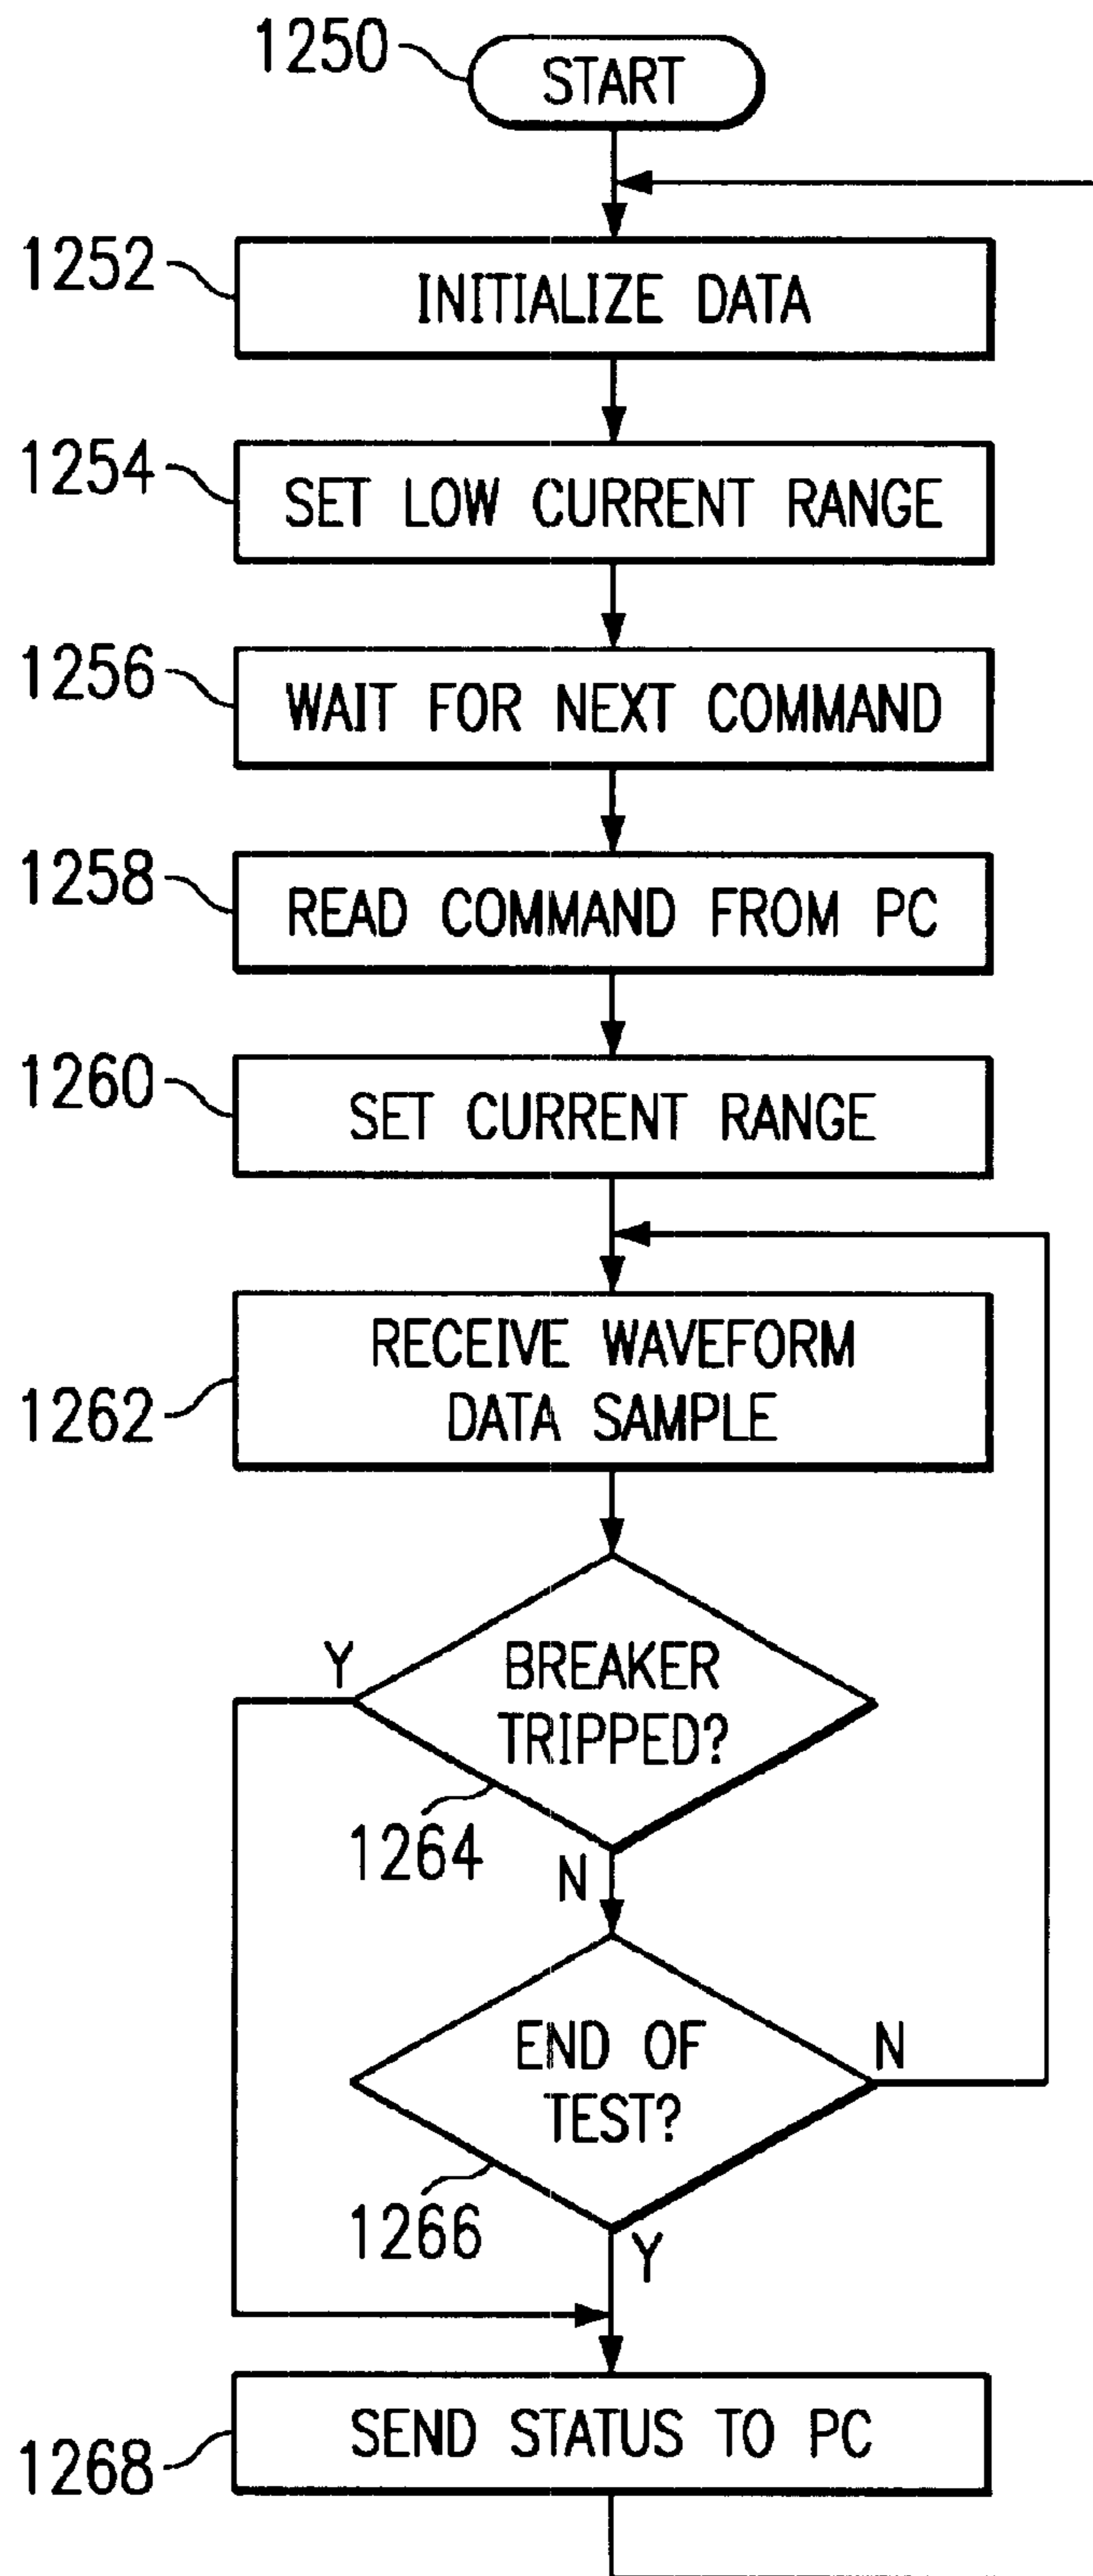 1250
START
1252
INITIALIZE DATA
1254
SET LOW CURRENT RANGE
1256
WAIT FOR NEXT COMMAND
1258
READ COMMAND FROM PC
1260
SET CURRENT RANGE
RECEIVE WAVEFORM
DATA SAMPLE
1262
Y
BREAKER
TRIPPED?
1264
N
END OF
TEST?
N
1266
Y
SEND STATUS TO PC
1268